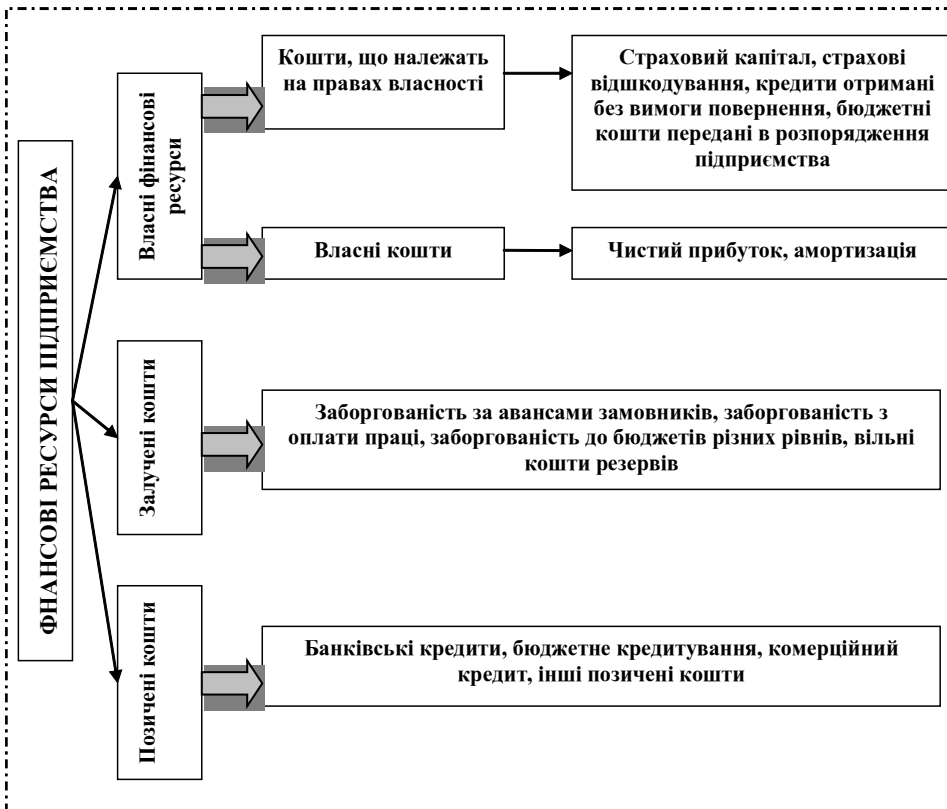 ФНАНСОВІ РЕСУРСИ ПІДПРИЄМСТВА
Власні фінансові
ресурси
Кошти, що належать
на правах власності
Страховий капітал, страхові
відшкодування, кредити отримані
без вимоги повернення, бюджетні
кошти передані в розпорядження
підприємства
Власні кошти
Чистий прибуток, амортизація
Залучені кошти
Заборгованість за авансами замовників, заборгованість з
оплати праці, заборгованість до бюджетів різних рівнів, вільні
кошти резервів
Позичені кошти
Банківські кредити, бюджетне кредитування, комерційний
кредит, інші позичені кошти